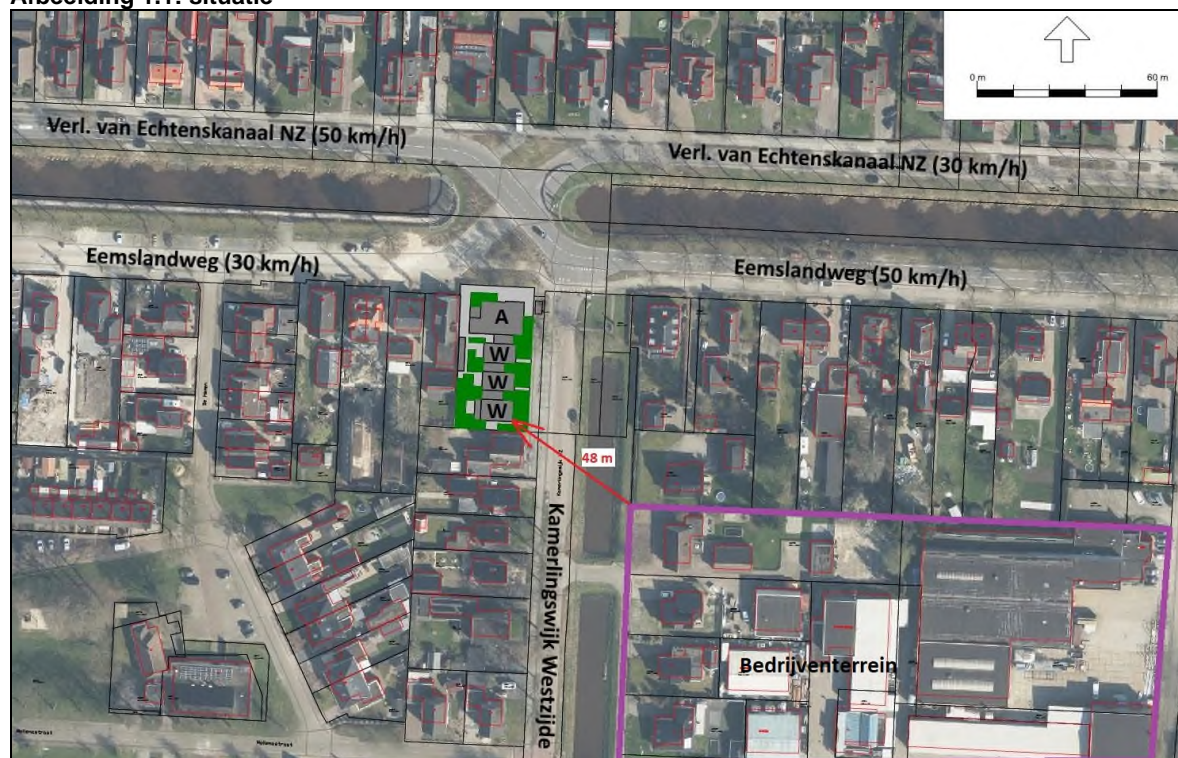 Afbeelding 1.1: situatie
0 m
60 m
Verl. van Echtenskanaal NZ (50 km/h)
Verl. van Echtenskanaal NZ (30 km/h)
Eemslandweg (30 km/h)
Eemslandweg (50 km/h)
A
W
W
W
48 m
Kamerlingswijk Westzijde
Bedrijventerrein